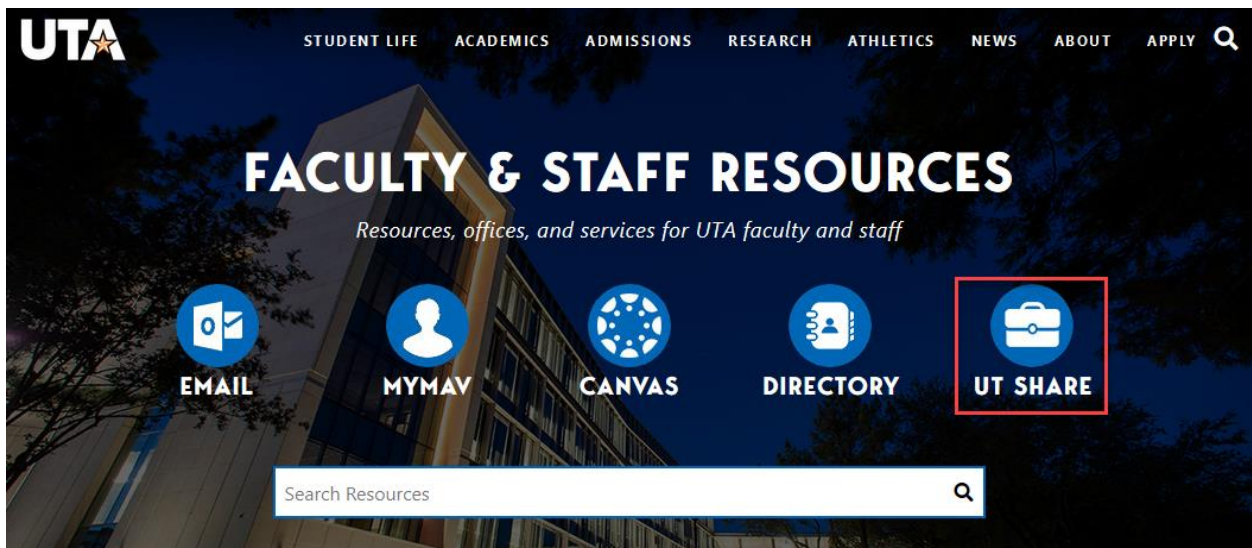 UTA
STUDENT LIFE ACADEMICS ADMISSIONS RESEARCH ATHLETICS NEWS ABOUT APPLY
FACULTY & STAFF RESOURCES
Resources, offices, and services for UTA faculty and staff
EMAIL MYMAV CANVAS DIRECTORY UT SHARE
Search Resources